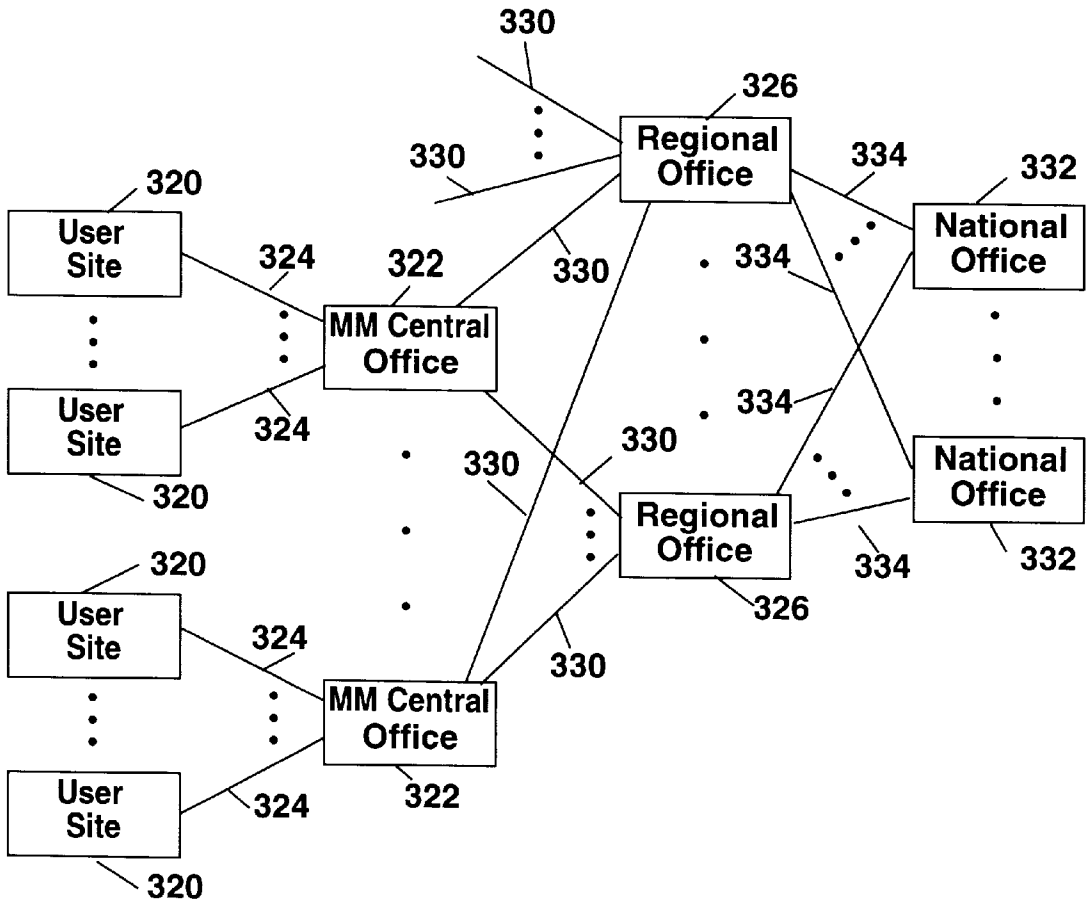 330
326
Regional
Office
330
334
332
320
National
Office
User
Site
324
322
330
334
MM Central
Office
User
Site
324
334
330
330
National
Office
320
Regional
Office
334
332
320
326
User
Site
324
330
MM Central
Office
User
Site
324
322
320